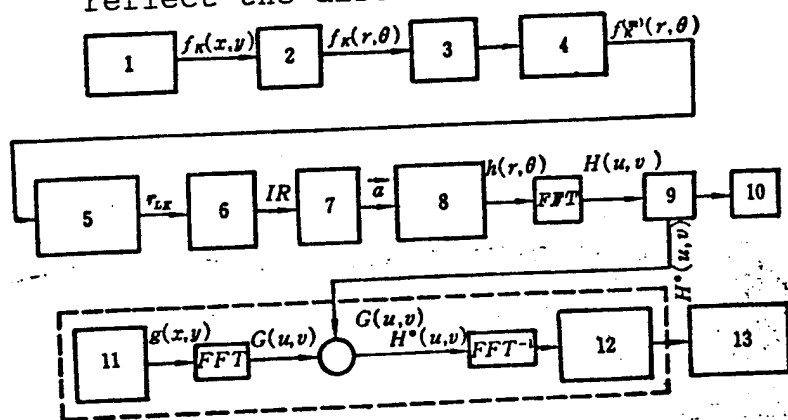 reflect the
1 f_K(x,y) 2 f_K(r,θ) 3 4 f_K^(m)(r,θ)
5 r_LK 6 IR 7 a 8 h(r,θ) FFT H(u,v) 9 10
H*(u,v)
11 g(x,y) FFT G(u,v) G(u,v) H*(u,v) FFT⁻¹ 12 13